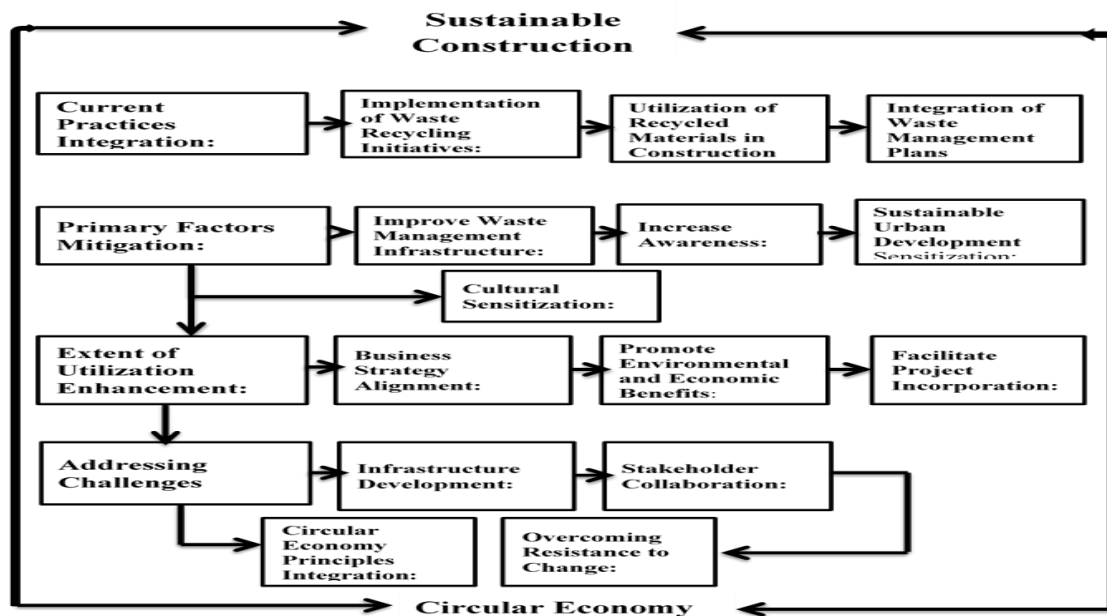 Sustainable
Construction
Current
Practices
Integration:
Implementation
of Waste
Recycling
Initiatives:
Utilization of
Recycled
Materials in
Construction
Integration of
Waste
Management
Plans
Primary Factors
Mitigation:
Improve Waste
Management
Infrastructure:
Increase
Awareness:
Sustainable
Urban
Development
Sensitization:
Cultural
Sensitization:
Extent of
Utilization
Enhancement:
Business
Strategy
Alignment:
Promote
Environmental
and Economic
Benefits:
Facilitate
Project
Incorporation:
Addressing
Challenges
Infrastructure
Development:
Stakeholder
Collaboration:
Circular
Economy
Principles
Integration:
Overcoming
Resistance to
Change:
Circular Economy